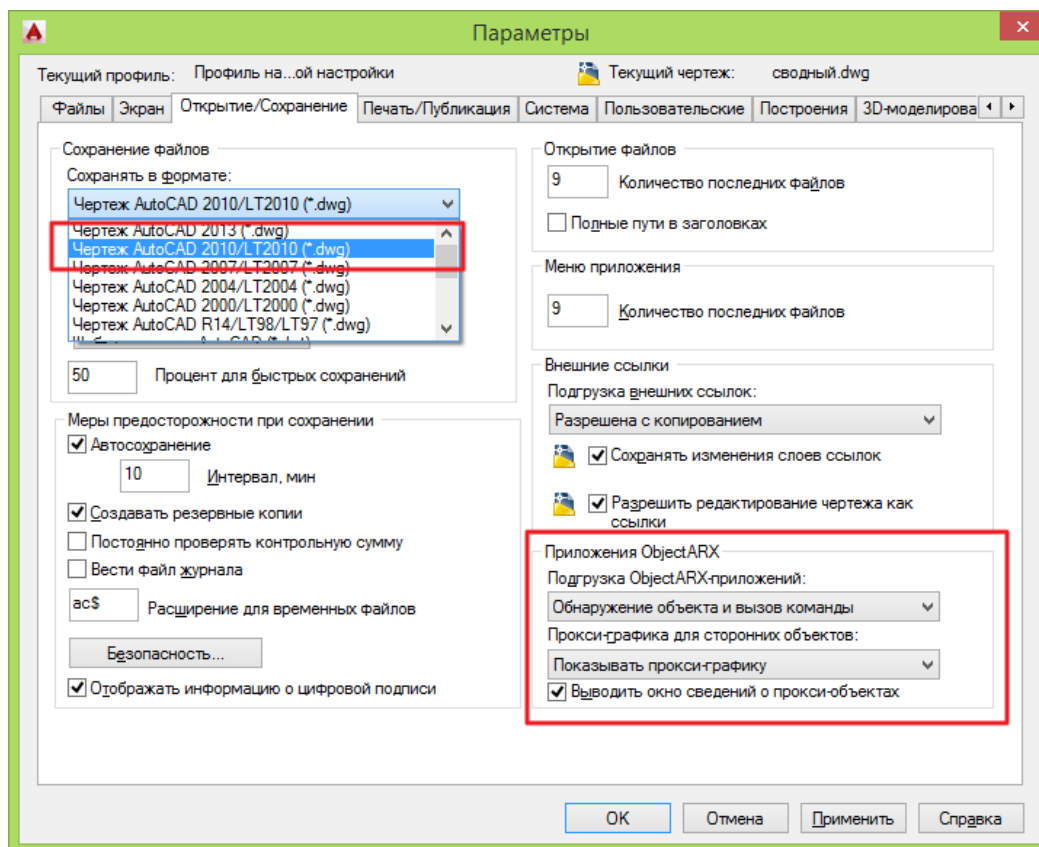 Параметры
Текущий профиль: Профиль на...ой настройки
Текущий чертеж: сводный.dwg
Файлы
Экран
Открытие/Сохранение
Печать/Публикация
Система
Пользовательские
Построения
3D-моделирова
Сохранение файлов
Сохранять в формате:
Чертеж AutoCAD 2010/LT2010 (*.dwg)
Чертеж AutoCAD 2013 (*.dwg)
Чертеж AutoCAD 2010/LT2010 (*.dwg)
Чертеж AutoCAD 2007/LT2007 (*.dwg)
Чертеж AutoCAD 2004/LT2004 (*.dwg)
Чертеж AutoCAD 2000/LT2000 (*.dwg)
Чертеж AutoCAD R14/LT98/LT97 (*.dwg)
50 Процент для быстрых сохранений
Меры предосторожности при сохранении
Автосохранение
10 Интервал, мин
Создавать резервные копии
Постоянно проверять контрольную сумму
Вести файл журнала
ac$ Расширение для временных файлов
Безопасность...
Отображать информацию о цифровой подписи
Открытие файлов
9 Количество последних файлов
Полные пути в заголовках
Меню приложения
9 Количество последних файлов
Внешние ссылки
Подгрузка внешних ссылок:
Разрешена с копированием
Сохранять изменения слоев ссылок
Разрешить редактирование чертежа как
ссылки
Приложения ObjectARX
Подгрузка ObjectARX-приложений:
Обнаружение объекта и вызов команды
Прокси-графика для сторонних объектов:
Показывать прокси-графику
Выводить окно сведений о прокси-объектах
OK
Отмена
Применить
Справка